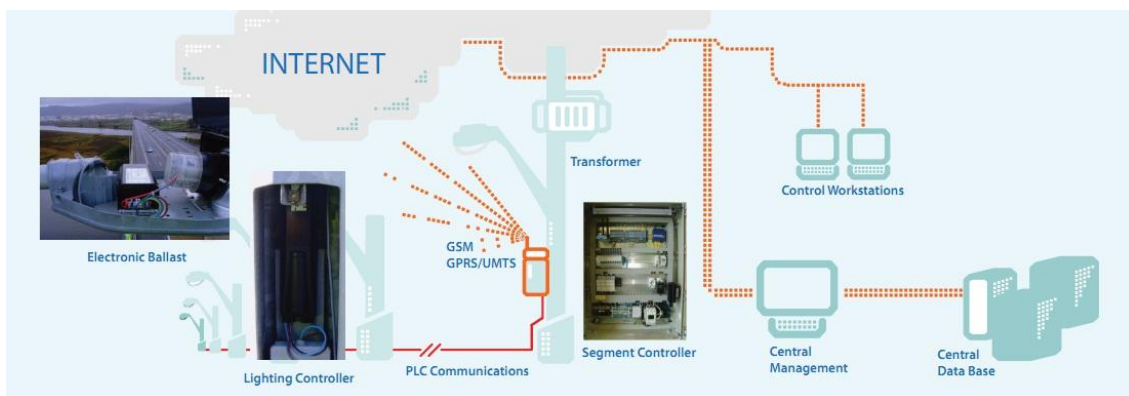 INTERNET
Transformer
Control Workstations
GSM
GPRS/UMTS
Electronic Ballast
Segment Controller
Central
Management
Central
Data Base
PLC Communications
Lighting Controller